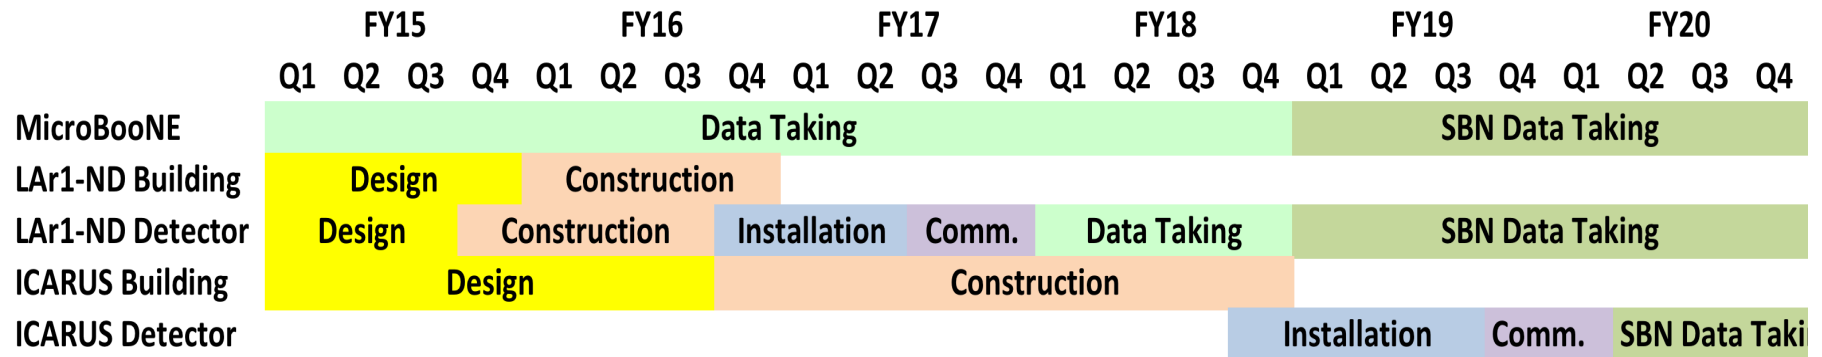 FY15 FY16 FY17 FY18 FY19 FY20
Q1 Q2 Q3 Q4 Q1 Q2 Q3 Q4 Q1 Q2 Q3 Q4 Q1 Q2 Q3 Q4 Q1 Q2 Q3 Q4 Q1 Q2 Q3 Q4
MicroBooNE Data Taking SBN Data Taking
LAr1-ND Building Design Construction
LAr1-ND Detector Design Construction Installation Comm. Data Taking SBN Data Taking
ICARUS Building Design Construction
ICARUS Detector Installation Comm. SBN Data Taki